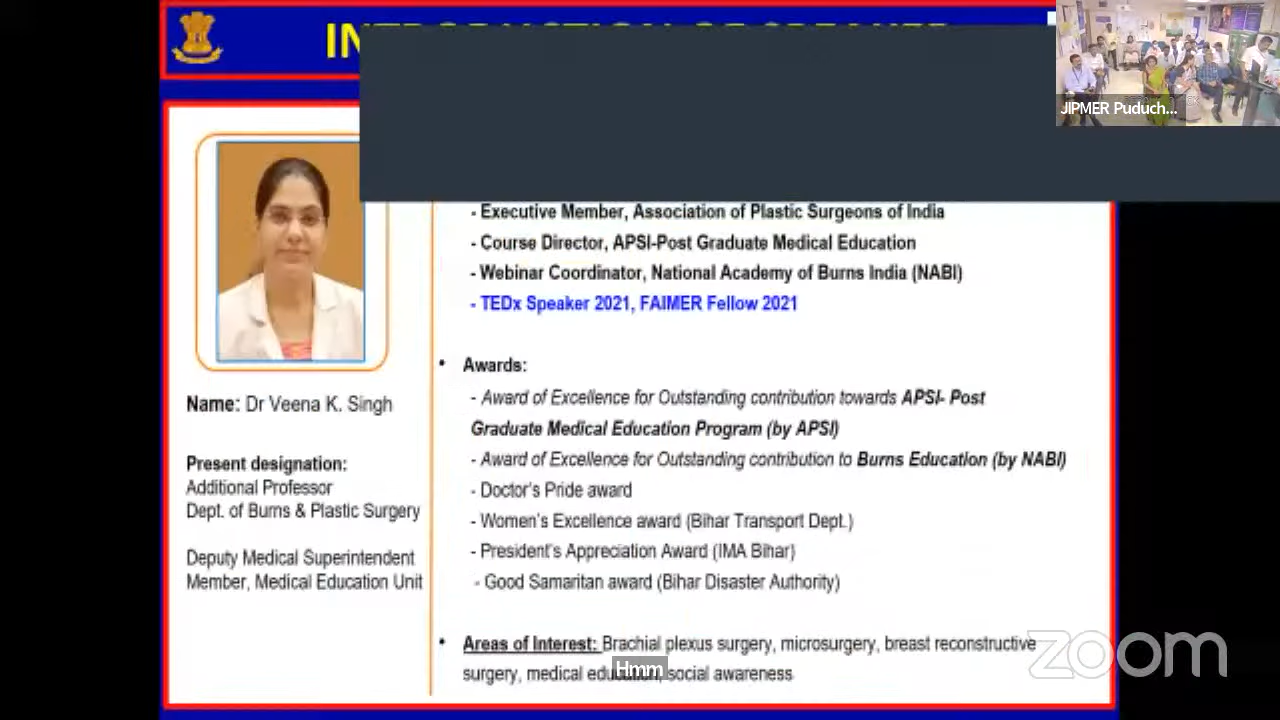 JIPMER Puduch...
- Executive Member, Association of Plastic Surgeons of India
- Course Director, APSI-Post Graduate Medical Education
- Webinar Coordinator, National Academy of Burns India (NABI)
- TEDx Speaker 2021, FAIMER Fellow 2021
• Awards:
- Award of Excellence for Outstanding contribution towards APSI- Post
Graduate Medical Education Program (by APSI)
- Award of Excellence for Outstanding contribution to Burns Education (by NABI)
- Doctor's Pride award
- Women's Excellence award (Bihar Transport Dept.)
- President's Appreciation Award (IMA Bihar)
- Good Samaritan award (Bihar Disaster Authority)
• Areas of Interest: Brachial plexus surgery, microsurgery, breast reconstructive
surgery, medical social awareness
Name: Dr Veena K. Singh
Present designation:
Additional Professor
Dept. of Burns & Plastic Surgery
Deputy Medical Superintendent
Member, Medical Education Unit
Hmm
zoom